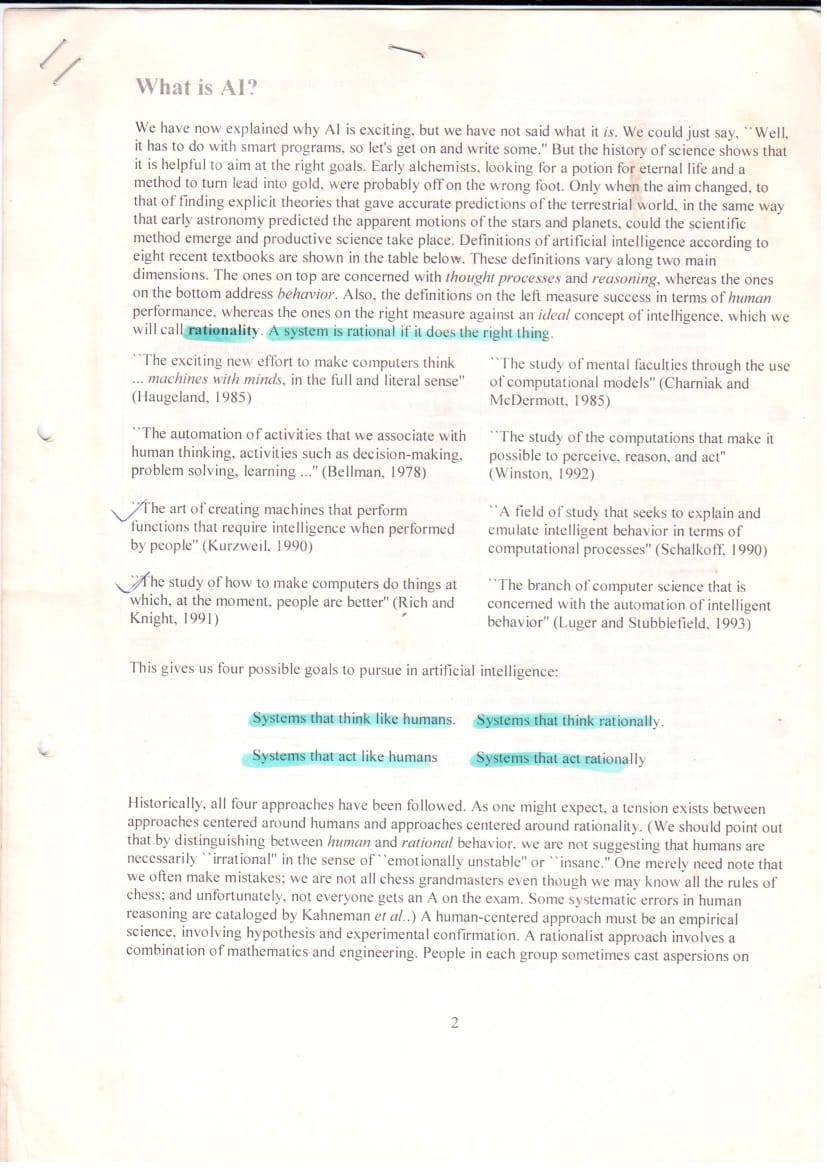 What is AI?
We have now explained why AI is exciting, but we have not said what it is. We could just say, ``Well,
it has to do with smart programs, so let's get on and write some." But the history of science shows that
it is helpful to aim at the right goals. Early alchemists, looking for a potion for eternal life and a
method to turn lead into gold, were probably off on the wrong foot. Only when the aim changed, to
that of finding explicit theories that gave accurate predictions of the terrestrial world, in the same way
that early astronomy predicted the apparent motions of the stars and planets, could the scientific
method emerge and productive science take place. Definitions of artificial intelligence according to
eight recent textbooks are shown in the table below. These definitions vary along two main
dimensions. The ones on top are concerned with thought processes and reasoning, whereas the ones
on the bottom address behavior. Also, the definitions on the left measure success in terms of human
performance, whereas the ones on the right measure against an ideal concept of intelligence, which we
will call rationality. A system is rational if it does the right thing.
``The exciting new effort to make computers think
... machines with minds, in the full and literal sense"
(Haugeland, 1985)
``The study of mental faculties through the use
of computational models" (Charniak and
McDermott, 1985)
``The automation of activities that we associate with
human thinking, activities such as decision-making,
problem solving, learning ..." (Bellman, 1978)
``The study of the computations that make it
possible to perceive, reason, and act"
(Winston, 1992)
``The art of creating machines that perform
functions that require intelligence when performed
by people" (Kurzweil, 1990)
``A field of study that seeks to explain and
emulate intelligent behavior in terms of
computational processes" (Schalkoff, 1990)
``The study of how to make computers do things at
which, at the moment, people are better" (Rich and
Knight, 1991)
``The branch of computer science that is
concerned with the automation of intelligent
behavior" (Luger and Stubblefield, 1993)
This gives us four possible goals to pursue in artificial intelligence:
Systems that think like humans. Systems that think rationally.
Systems that act like humans Systems that act rationally
Historically, all four approaches have been followed. As one might expect, a tension exists between
approaches centered around humans and approaches centered around rationality. (We should point out
that by distinguishing between human and rational behavior, we are not suggesting that humans are
necessarily ``irrational" in the sense of ``emotionally unstable" or ``insane." One merely need note that
we often make mistakes; we are not all chess grandmasters even though we may know all the rules of
chess; and unfortunately, not everyone gets an A on the exam. Some systematic errors in human
reasoning are cataloged by Kahneman et al..) A human-centered approach must be an empirical
science, involving hypothesis and experimental confirmation. A rationalist approach involves a
combination of mathematics and engineering. People in each group sometimes cast aspersions on
2